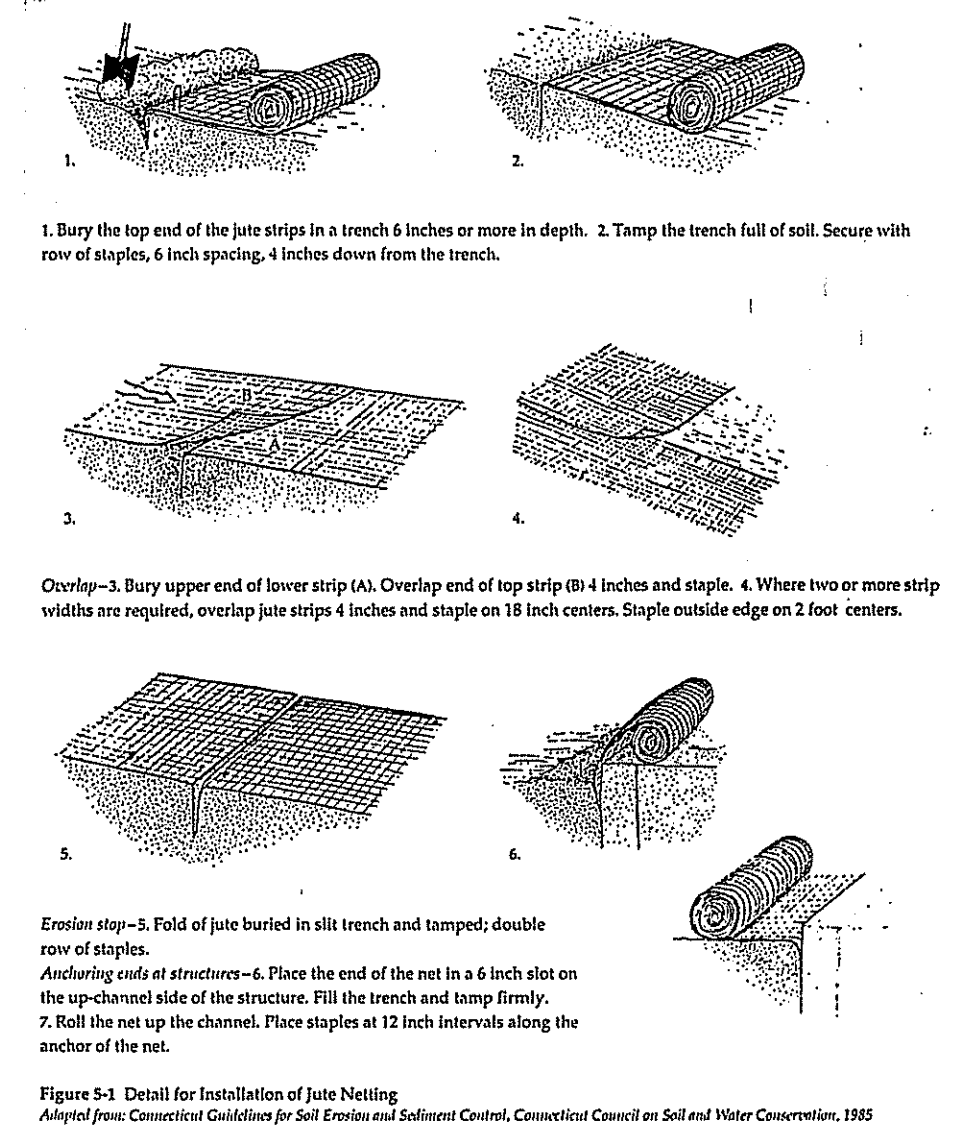 1.
2.
1. Bury the top end of the jute strips in a trench 6 inches or more in depth. 2. Tamp the trench full of soil. Secure with
row of staples, 6 inch spacing, 4 inches down from the trench.
B
A
3.
4.
Overlap–3. Bury upper end of lower strip (A). Overlap end of top strip (B) 4 inches and staple. 4. Where two or more strip
widths are required, overlap jute strips 4 inches and staple on 18 inch centers. Staple outside edge on 2 foot centers.
5.
6.
Erosion stop–5. Fold of jute buried in slit trench and tamped; double
row of staples.
Anchoring ends at structures–6. Place the end of the net in a 6 inch slot on
the up-channel side of the structure. Fill the trench and tamp firmly.
7. Roll the net up the channel. Place staples at 12 inch intervals along the
anchor of the net.
Figure 5-1 Detail for Installation of Jute Netting
Adapted from: Connecticut Guidelines for Soil Erosion and Sediment Control, Connecticut Council on Soil and Water Conservation, 1985